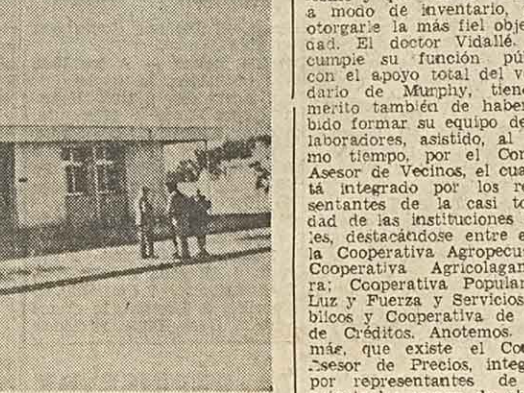 a modo de inventario,
otorgarle la más fiel obje
dad. El doctor Vidallé.
cumple su función pú
con el apoyo total del v
dario de Murphy, tien
merito también de haber
bido formar su equipo de
laboradores, asistido, al
mo tiempo, por el Con
Asesor de Vecinos, el cua
tá integrado por los re
sentantes de la casi to
dad de las instituciones
les, destacándose entre e
la Cooperativa Agropecu
Cooperativa Agricolagan
ra; Cooperativa Popular
Luz y Fuerza y Servicios
blicos y Cooperativa de
de Créditos. Anotemos.
más, que existe el Con
Asesor de Precios, integ
por representantes de